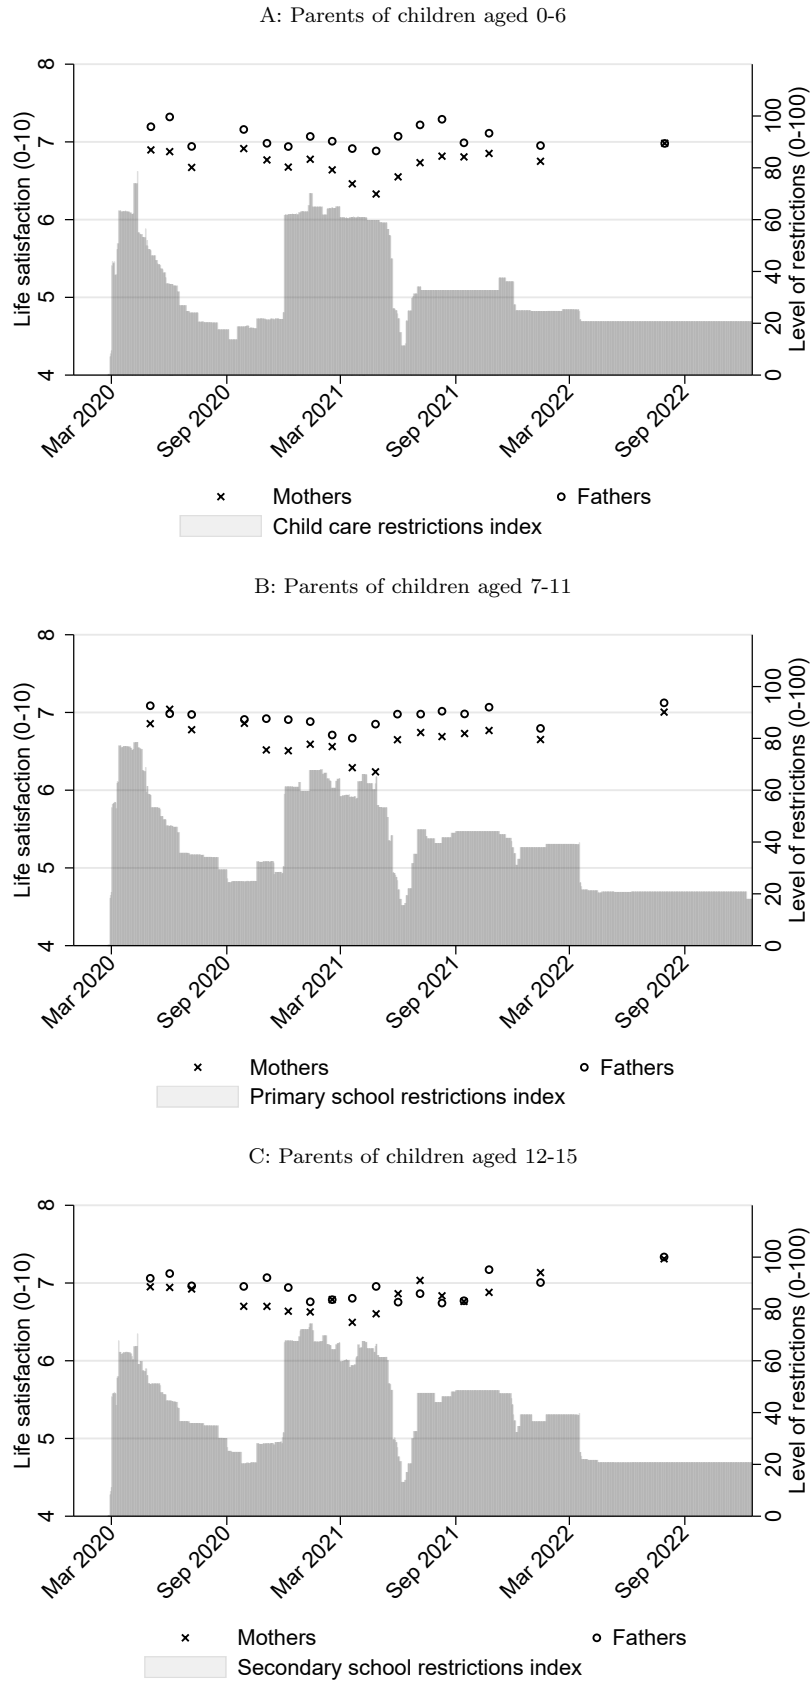 A: Parents of children aged 0-6
Life satisfaction (0-10)
8
7
6
5
4
100
80
60
40
20
0
Level of restrictions (0-100)
Mar 2020 Sep 2020 Mar 2021 Sep 2021 Mar 2022 Sep 2022
Mothers Fathers
Child care restrictions index
B: Parents of children aged 7-11
Life satisfaction (0-10)
8
7
6
5
4
100
80
60
40
20
0
Level of restrictions (0-100)
Mar 2020 Sep 2020 Mar 2021 Sep 2021 Mar 2022 Sep 2022
Mothers Fathers
Primary school restrictions index
C: Parents of children aged 12-15
Life satisfaction (0-10)
8
7
6
5
4
100
80
60
40
20
0
Level of restrictions (0-100)
Mar 2020 Sep 2020 Mar 2021 Sep 2021 Mar 2022 Sep 2022
Mothers Fathers
Secondary school restrictions index